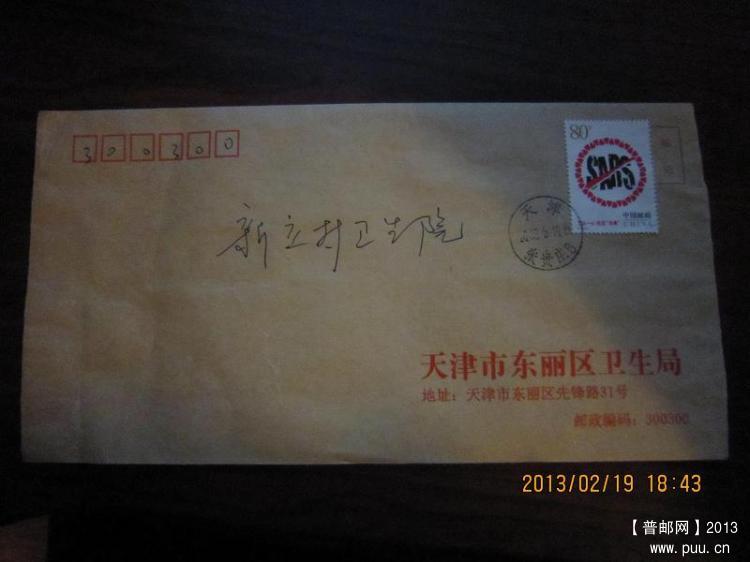 300300
80分
SARS
中国邮政
天津
张贵庄
新立村卫生院
天津市东丽区卫生局
地址：天津市东丽区先锋路31号
邮政编码：300300
2013/02/19 18:43
【普邮网】2013
www.puu.cn